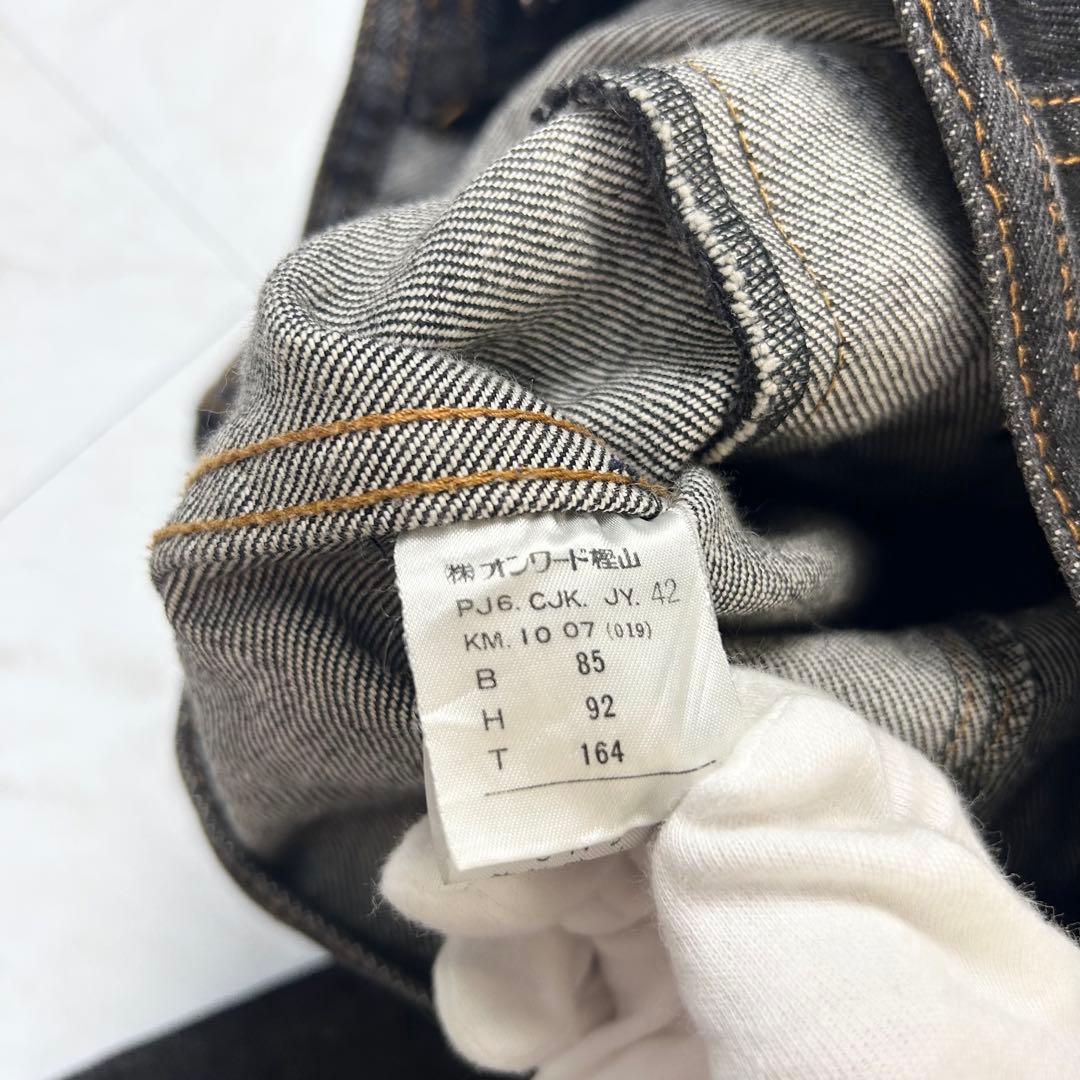 ㈱オンワード樫山
PJ6. CJK. JY. 42
KM. 10 07 (019)
B 85
H 92
T 164